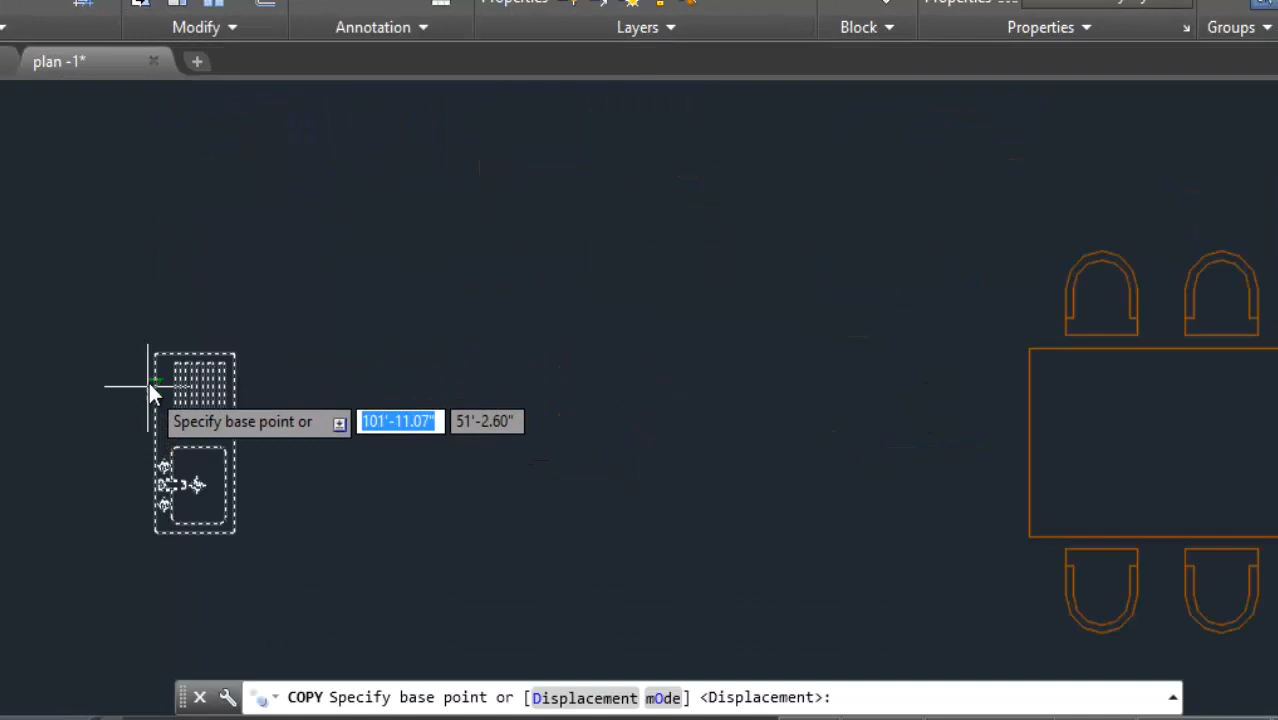 Properties
Modify
Annotation
Layers
Block
Properties
Groups
plan -1*
Specify base point or
101'-11.07"
51'-2.60"
COPY Specify base point or [Displacement mOde] <Displacement>: